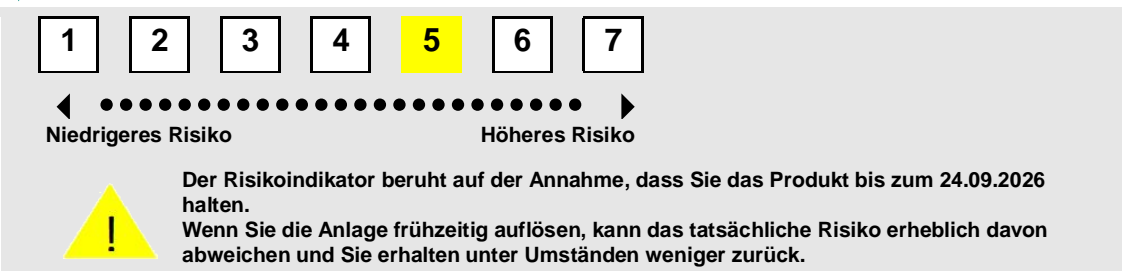 1 2 3 4 5 6 7
Niedrigeres Risiko Höheres Risiko
Der Risikoindikator beruht auf der Annahme, dass Sie das Produkt bis zum 24.09.2026
halten.
! Wenn Sie die Anlage frühzeitig auflösen, kann das tatsächliche Risiko erheblich davon
abweichen und Sie erhalten unter Umständen weniger zurück.